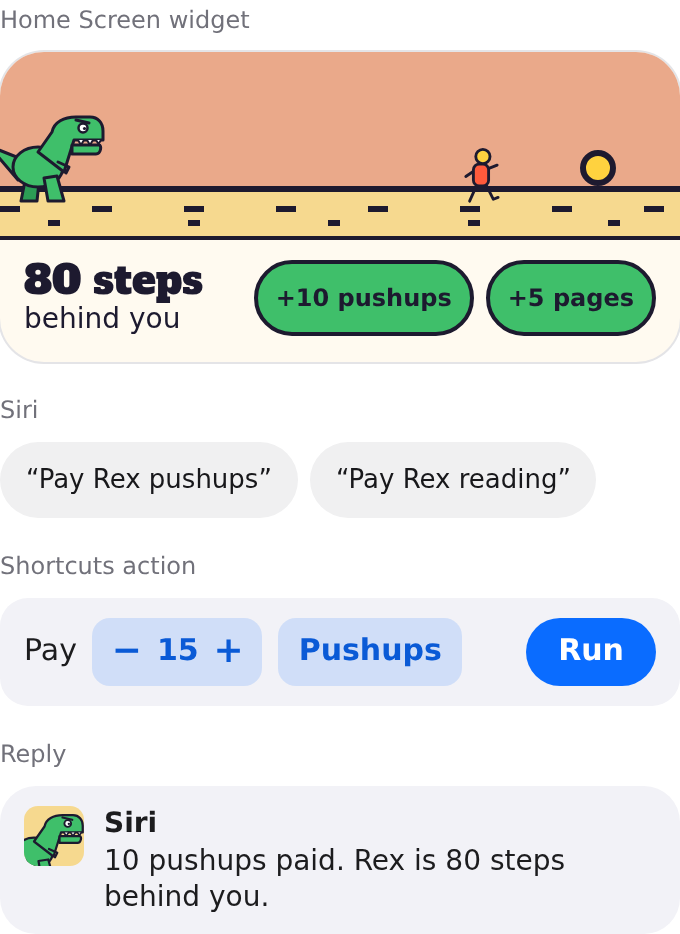 Home Screen widget
80 steps
behind you
+10 pushups
+5 pages
Siri
“Pay Rex pushups”
“Pay Rex reading”
Shortcuts action
Pay − 15 + Pushups Run
Reply
Siri
10 pushups paid. Rex is 80 steps
behind you.